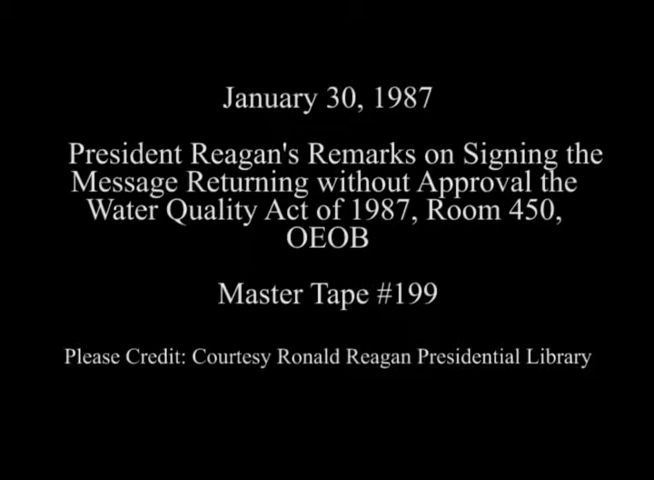 January 30, 1987
President Reagan's Remarks on Signing the
Message Returning without Approval the
Water Quality Act of 1987, Room 450,
OEOB
Master Tape #199
Please Credit: Courtesy Ronald Reagan Presidential Library